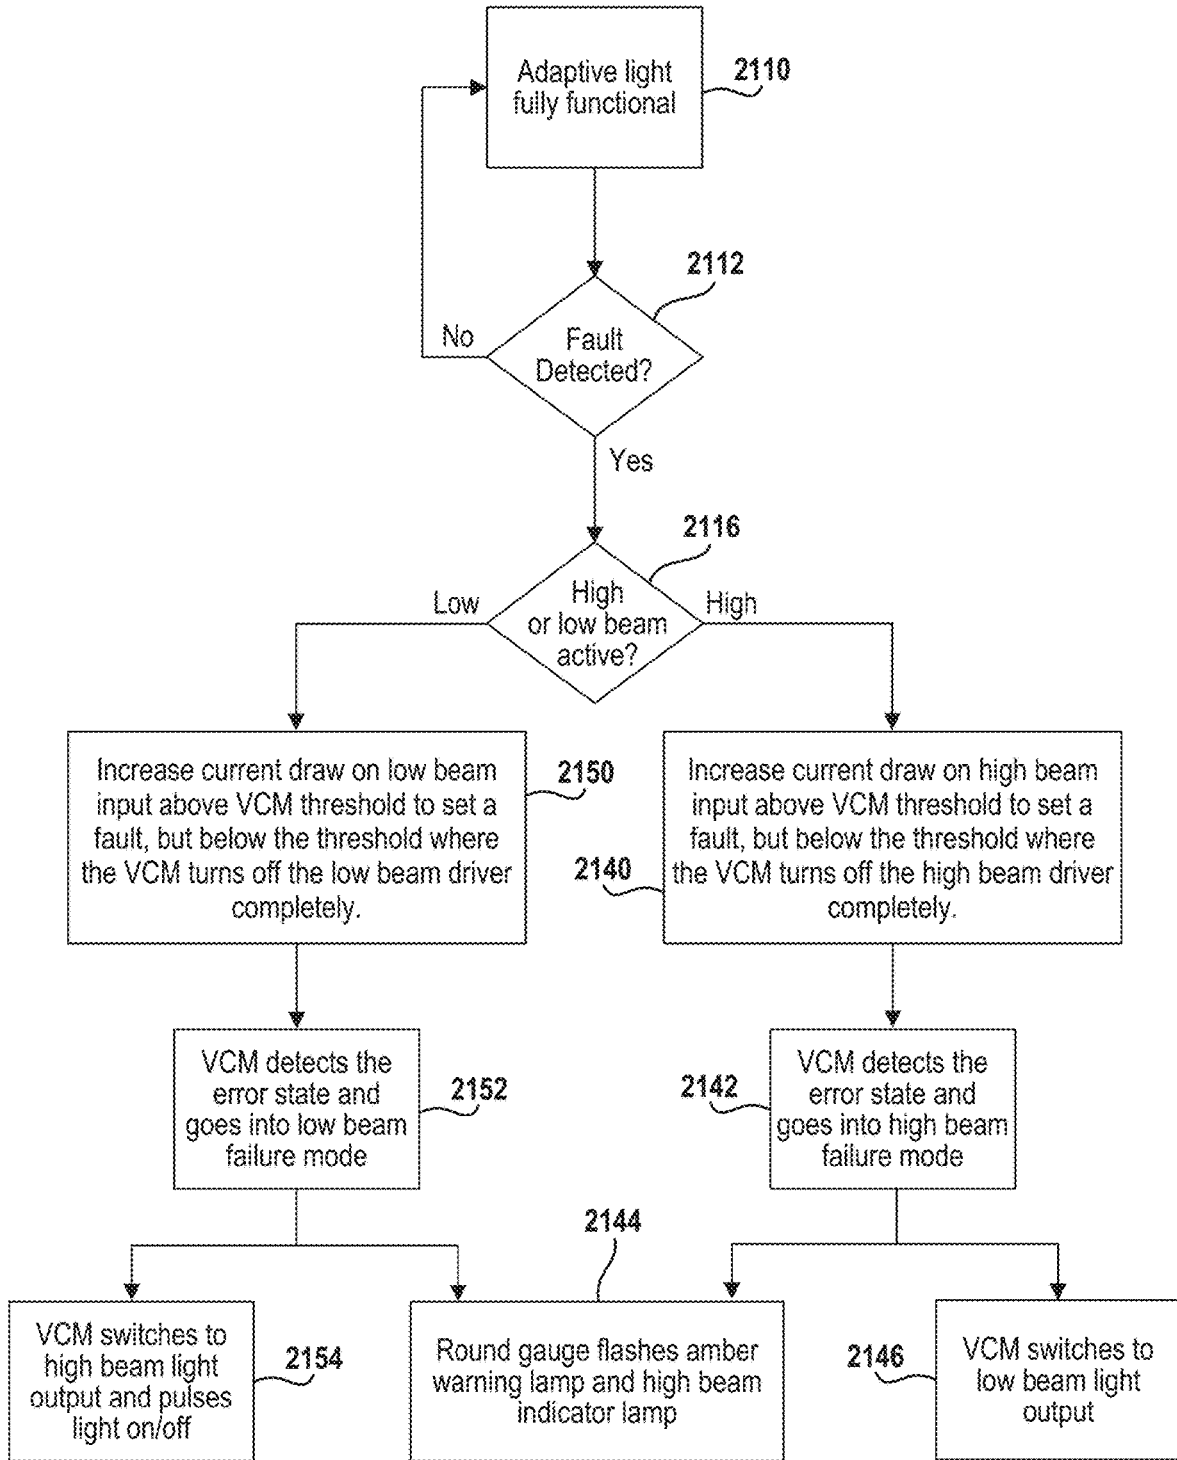 Adaptive light
fully functional
2110
2112
No
Fault
Detected?
Yes
2116
Low
High
or low beam
active?
High
Increase current draw on low beam
input above VCM threshold to set a
fault, but below the threshold where
the VCM turns off the low beam driver
completely.
2150
Increase current draw on high beam
input above VCM threshold to set a
fault, but below the threshold where
the VCM turns off the high beam driver
completely.
2140
VCM detects the
error state and
goes into low beam
failure mode
2152
VCM detects the
error state and
goes into high beam
failure mode
2142
2144
VCM switches to
high beam light
output and pulses
light on/off
2154
Round gauge flashes amber
warning lamp and high beam
indicator lamp
2146
VCM switches to
low beam light
output